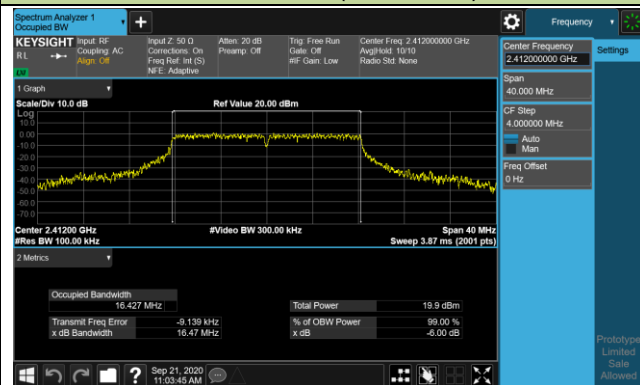 Spectrum Analyzer 1
Occupied BW
Frequency
KEYSIGHT
Input: RF
Coupling: AC
Align: Off
Input Z: 50 Ω
Corrections: On
Freq Ref: Int (S)
NFE: Adaptive
Atten: 20 dB
Preamp: Off
Trig: Free Run
Gate: Off
#IF Gain: Low
Center Freq: 2.412000000 GHz
Avg|Hold: 10/10
Radio Std: None
RL
LXI
Center Frequency
2.412000000 GHz
Settings
Span
40.000 MHz
CF Step
4.000000 MHz
Auto
Man
Freq Offset
0 Hz
1 Graph
Scale/Div 10.0 dB
Ref Value 20.00 dBm
Log
10.0
0.00
-10.0
-20.0
-30.0
-40.0
-50.0
-60.0
-70.0
Center 2.41200 GHz
#Video BW 300.00 kHz
Span 40 MHz
#Res BW 100.00 kHz
Sweep 3.87 ms (2001 pts)
2 Metrics
Occupied Bandwidth
16.427 MHz
Total Power 19.9 dBm
Transmit Freq Error -9.139 kHz
% of OBW Power 99.00 %
x dB Bandwidth 16.47 MHz
x dB -6.00 dB
Prototype
Limited
Sale
Allowed
Sep 21, 2020
11:03:45 AM